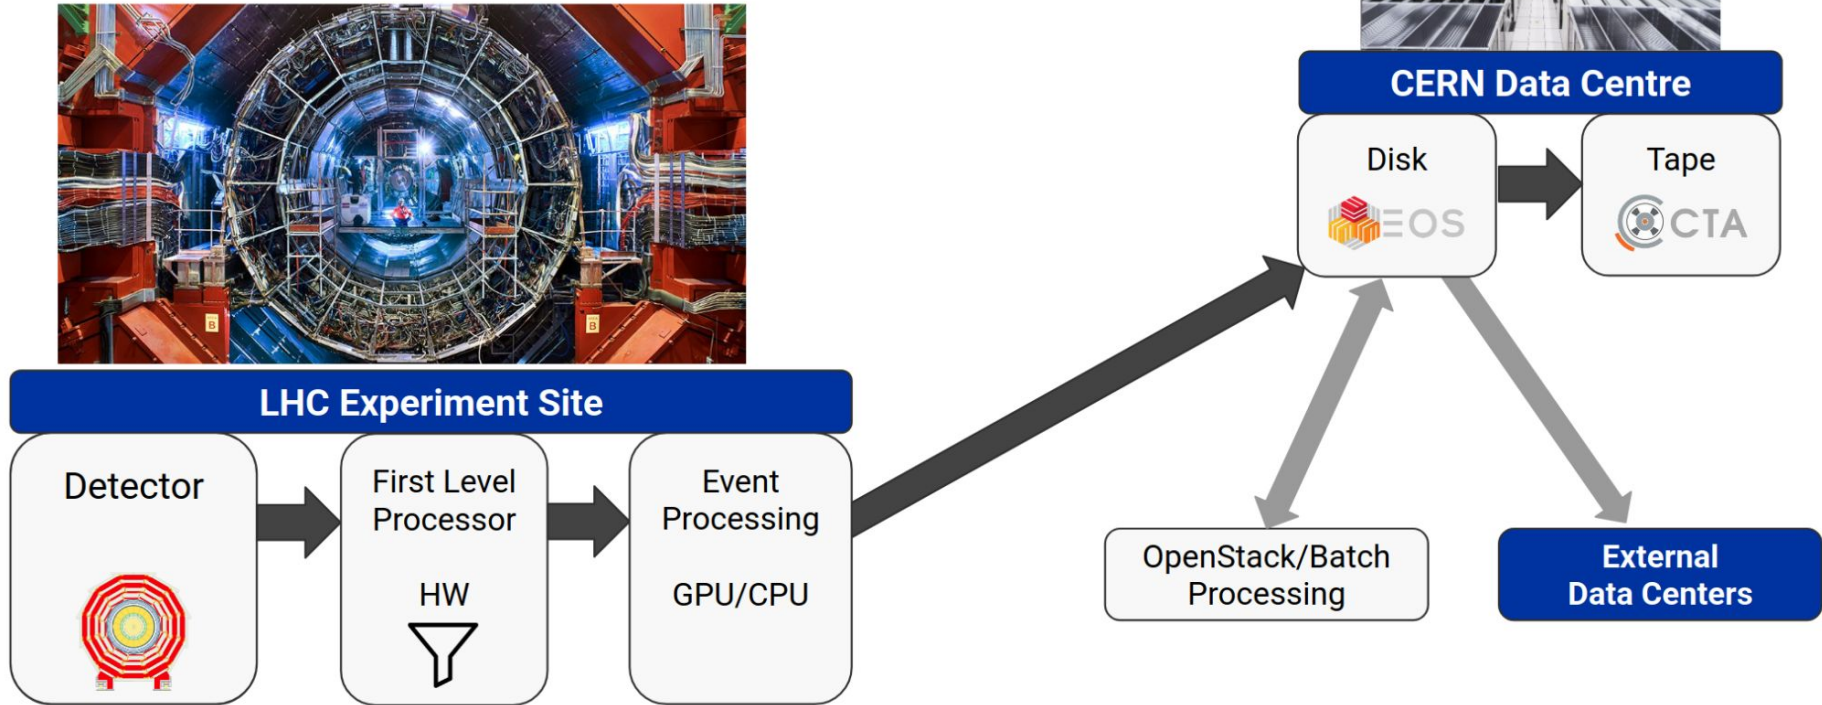 CERN Data Centre
Disk
EOS
Tape
CTA
B
B
LHC Experiment Site
Detector
First Level
Processor
HW
Event
Processing
GPU/CPU
OpenStack/Batch
Processing
External
Data Centers